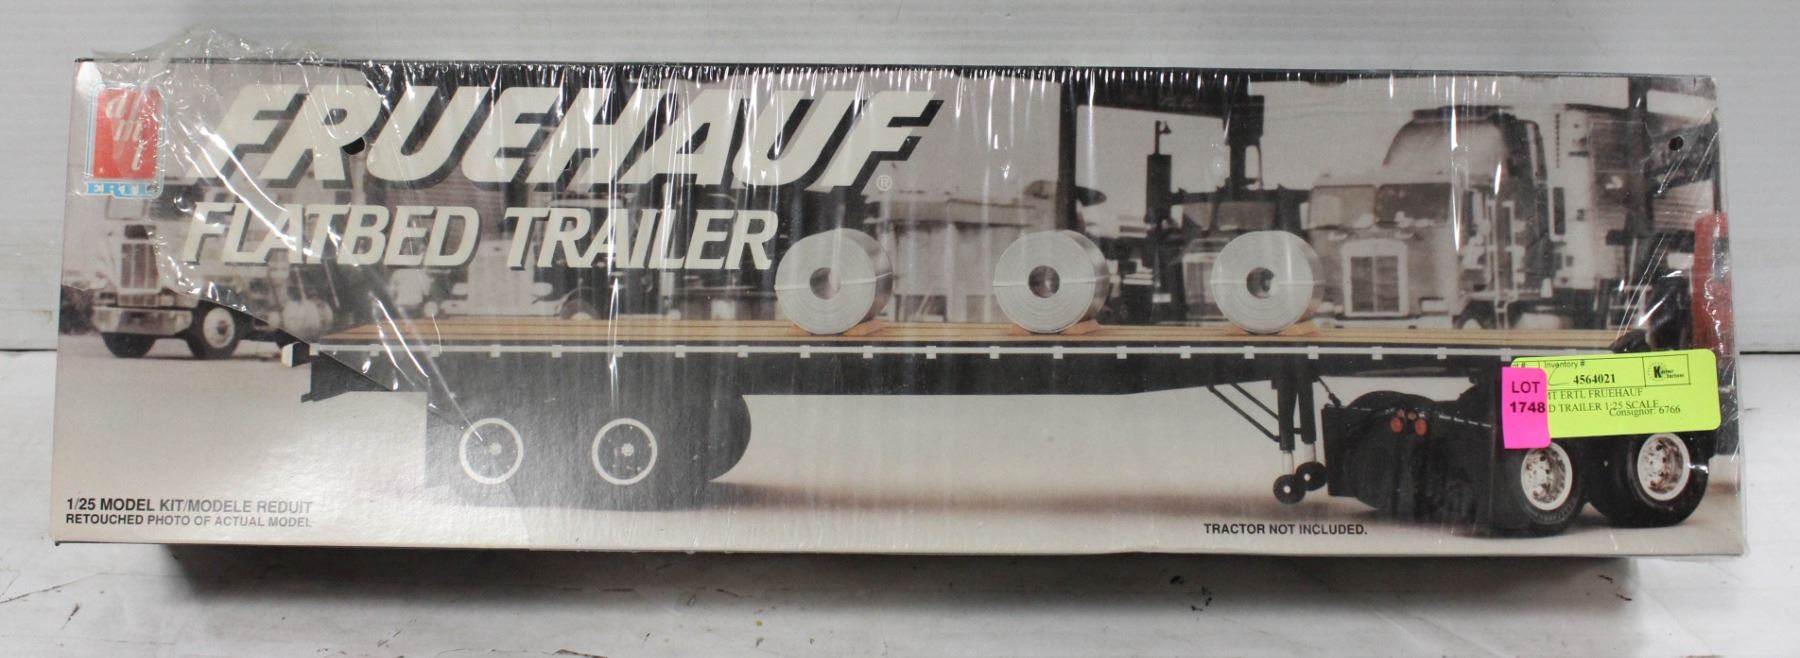 amt
ERTL
FRUEHAUF®
FLATBED TRAILER
1/25 MODEL KIT/MODELE REDUIT
RETOUCHED PHOTO OF ACTUAL MODEL
TRACTOR NOT INCLUDED.
LOT
1748
Inventory #
4564021
MT ERTL FRUEHAUF
D TRAILER 1:25 SCALE
Consignor: 6766